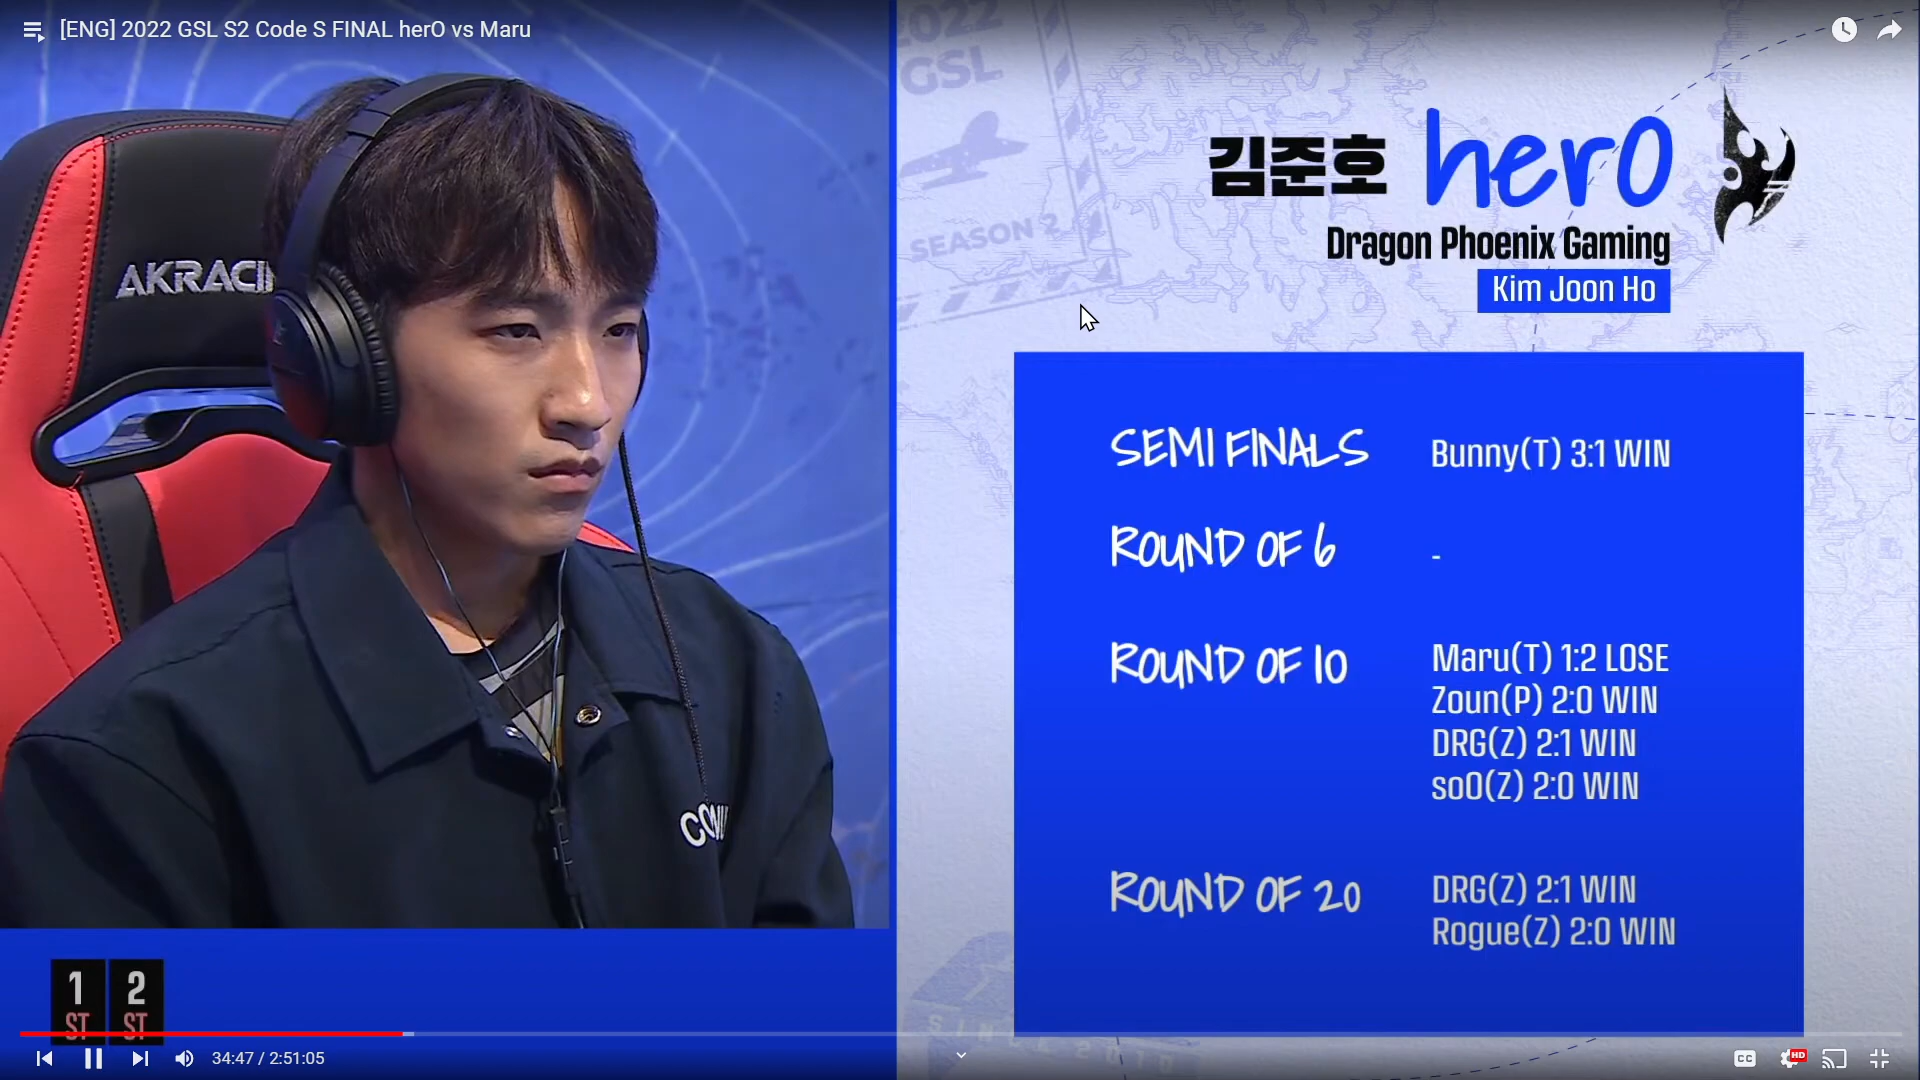 [ENG] 2022 GSL S2 Code S FINAL herO vs Maru
2022
GSL
SEASON 2
AKRACI
김준호 herO
Dragon Phoenix Gaming
Kim Joon Ho
SEMI FINALS Bunny(T) 3:1 WIN
ROUND OF 6 -
ROUND OF 10 Maru(T) 1:2 LOSE
Zoun(P) 2:0 WIN
DRG(Z) 2:1 WIN
soO(Z) 2:0 WIN
ROUND OF 20 DRG(Z) 2:1 WIN
Rogue(Z) 2:0 WIN
1 2
ST ST
34:47 / 2:51:05
CC
HD